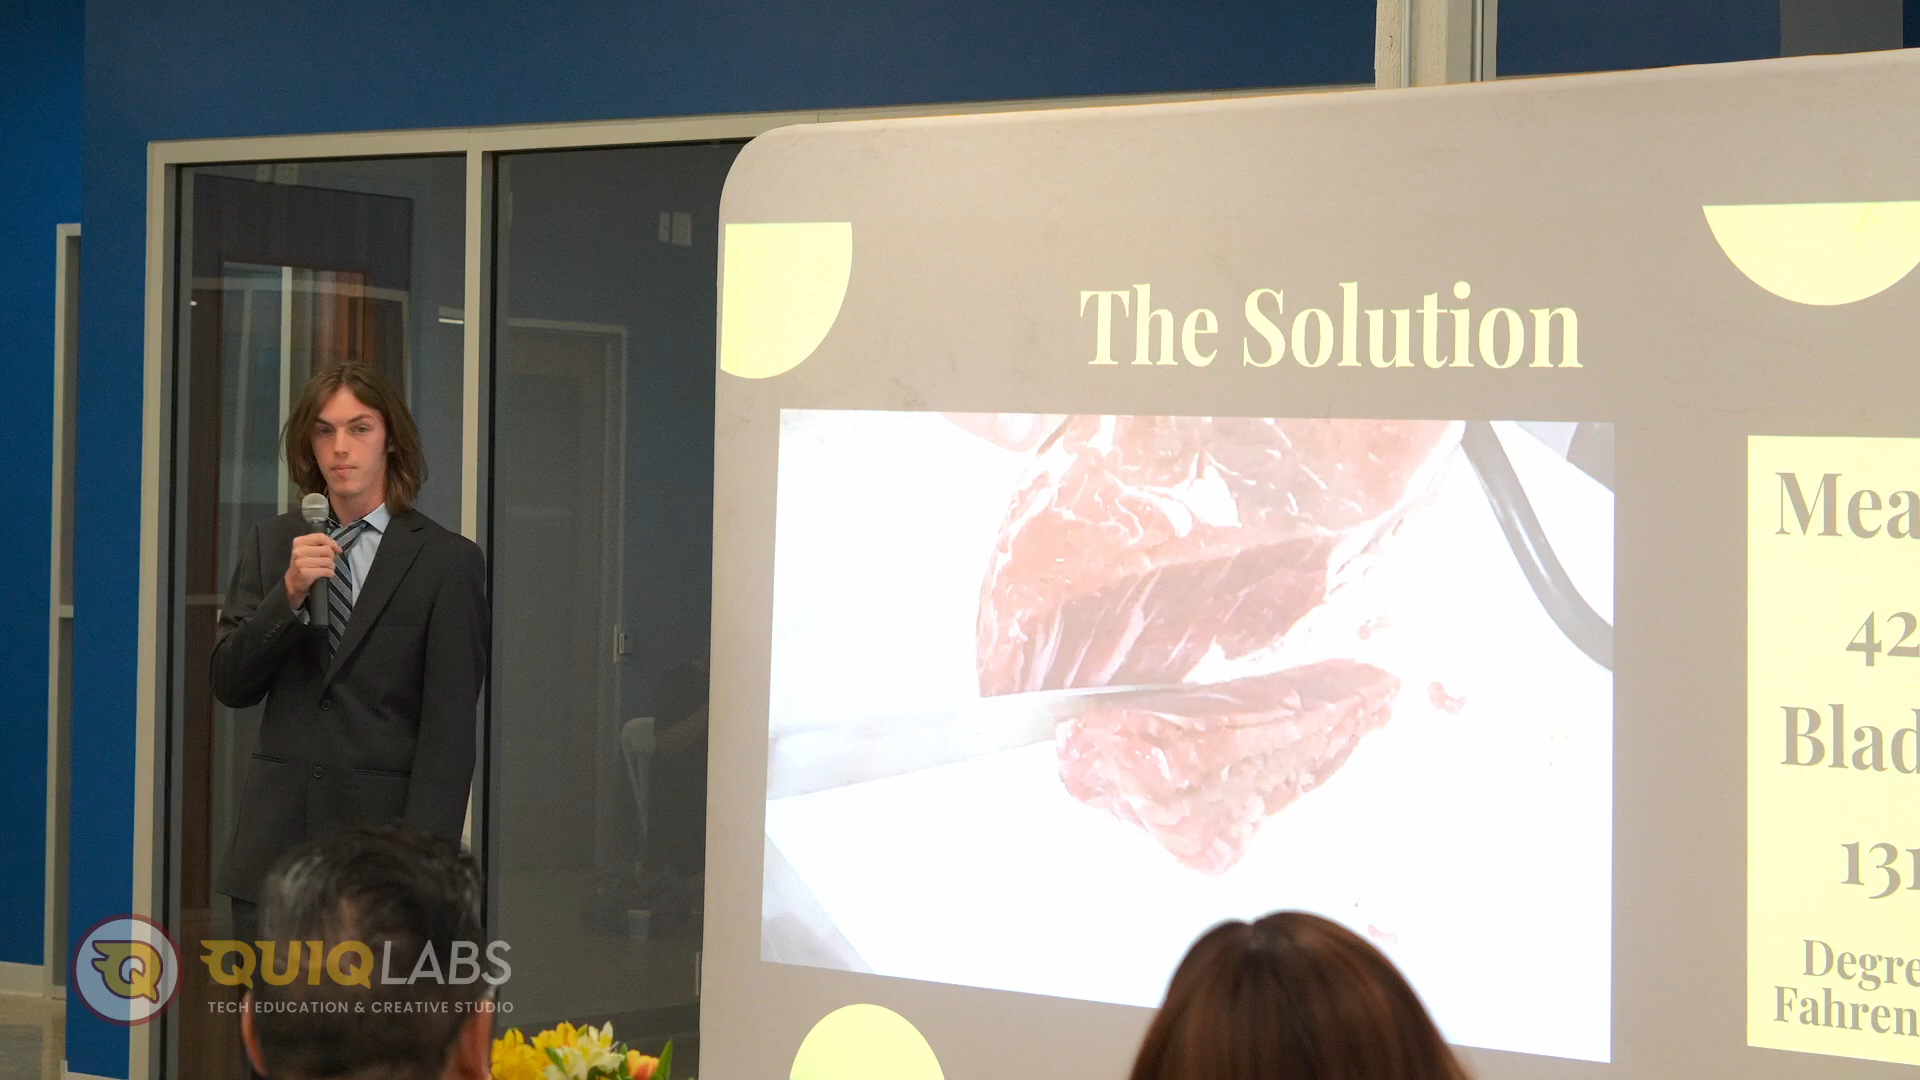 The Solution
Mea
42
Blad
131
Degre
Fahren
QUIQLABS
TECH EDUCATION & CREATIVE STUDIO